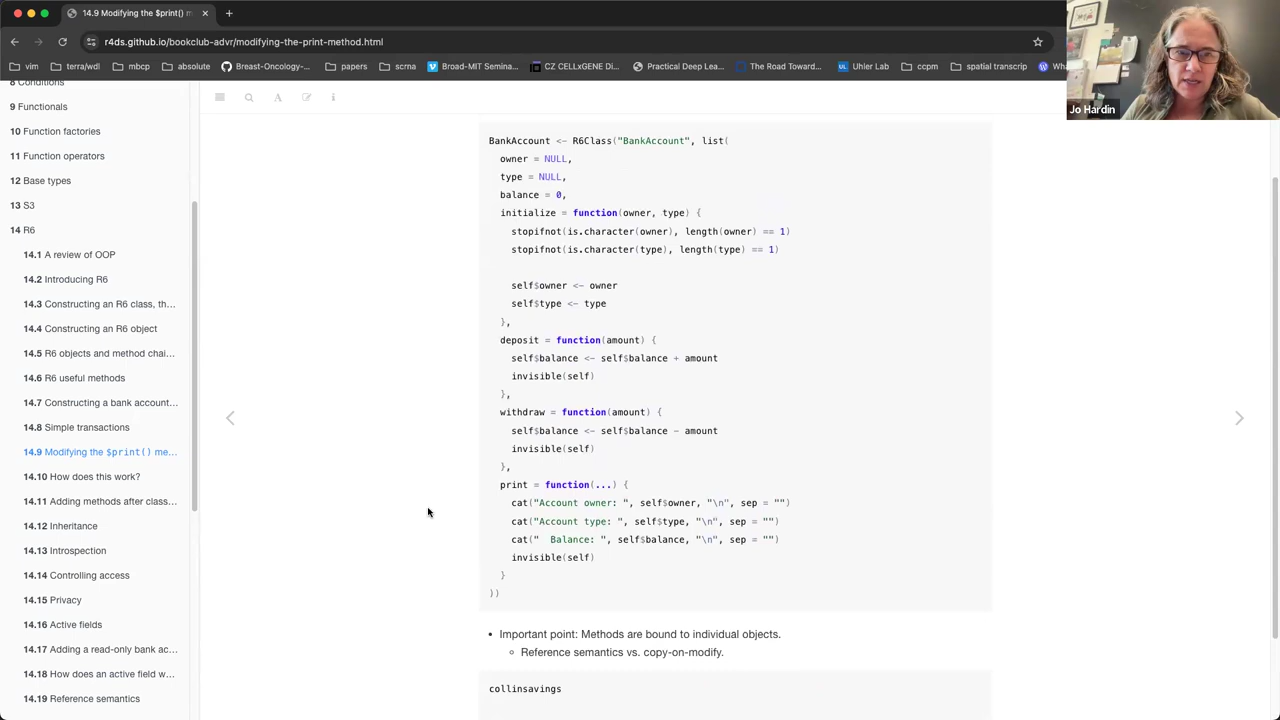 14.9 Modifying the $print() m
r4ds.github.io/bookclub-advr/modifying-the-print-method.html
vim
terra/wdl
mbcp
absolute
Breast-Oncology-...
papers
scrna
Broad-MIT Semina...
CZ CELLxGENE Di...
Practical Deep Lea...
The Road Toward...
UL Uhler Lab
ccpm
spatial transcrip
Jo Hardin
8 Conditions
9 Functionals
10 Function factories
11 Function operators
12 Base types
13 S3
14 R6
14.1 A review of OOP
14.2 Introducing R6
14.3 Constructing an R6 class, th...
14.4 Constructing an R6 object
14.5 R6 objects and method chai...
14.6 R6 useful methods
14.7 Constructing a bank account...
14.8 Simple transactions
14.9 Modifying the $print() me...
14.10 How does this work?
14.11 Adding methods after class...
14.12 Inheritance
14.13 Introspection
14.14 Controlling access
14.15 Privacy
14.16 Active fields
14.17 Adding a read-only bank ac...
14.18 How does an active field w...
14.19 Reference semantics
BankAccount <- R6Class("BankAccount", list(
owner = NULL,
type = NULL,
balance = 0,
initialize = function(owner, type) {
stopifnot(is.character(owner), length(owner) == 1)
stopifnot(is.character(type), length(type) == 1)
self$owner <- owner
self$type <- type
},
deposit = function(amount) {
self$balance <- self$balance + amount
invisible(self)
},
withdraw = function(amount) {
self$balance <- self$balance - amount
invisible(self)
},
print = function(...) {
cat("Account owner: ", self$owner, "\n", sep = "")
cat("Account type: ", self$type, "\n", sep = "")
cat("  Balance: ", self$balance, "\n", sep = "")
invisible(self)
}
))
• Important point: Methods are bound to individual objects.
○ Reference semantics vs. copy-on-modify.
collinsavings